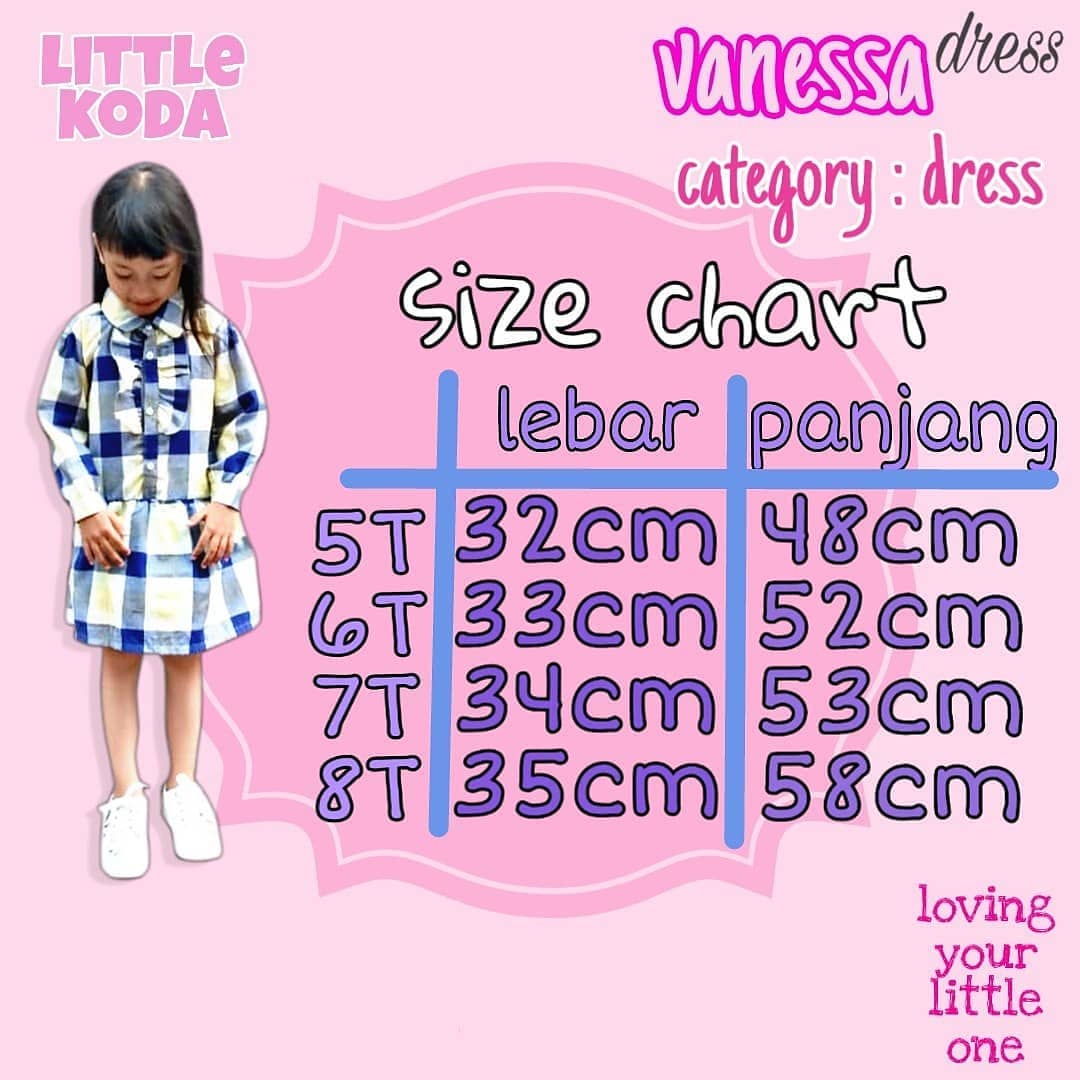 LITTLE
KODA
vanessa dress
category : dress
size chart
lebar panjang
5T 32cm 48cm
6T 33cm 52cm
7T 34cm 53cm
8T 35cm 58cm
loving
your
little
one